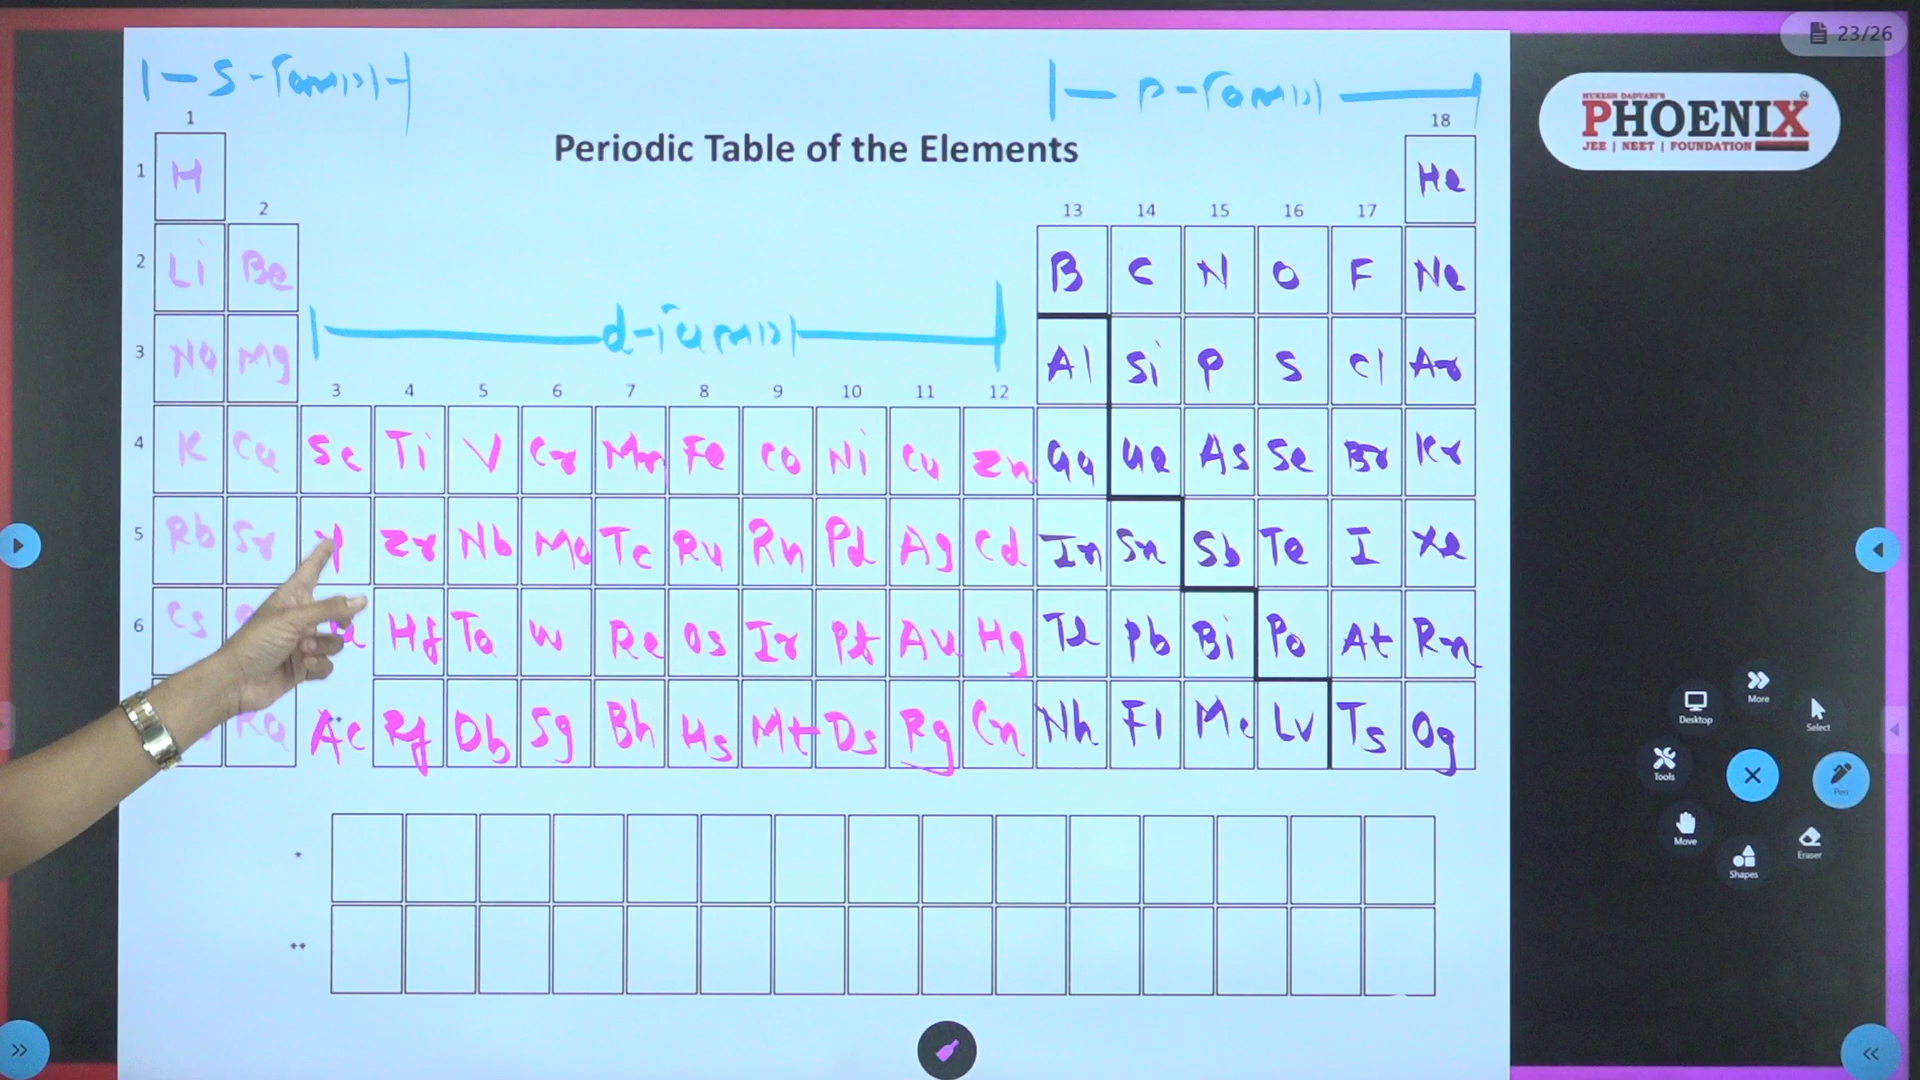 23/26
S-family
p-family
MUKESH DADVANI'S
PHOENIX
JEE | NEET | FOUNDATION
1 18
Periodic Table of the Elements
1 H He
2 13 14 15 16 17
2 Li Be B C N O F Ne
d-family
3 Na Mg Al Si P S Cl Ar
3 4 5 6 7 8 9 10 11 12
4 K Ca Sc Ti V Cr Mn Fe Co Ni Cu Zn Ga Ge As Se Br Kr
5 Rb Sr Y Zr Nb Mo Tc Ru Rn Pd Ag Cd In Sn Sb Te I Xe
6 Cs Hf Ta W Re Os Ir Pt Au Hg Tl Pb Bi Po At Rn
Ra Ac Rf Db Sg Bh Hs Mt Ds Rg Cn Nh Fl Mc Lv Ts Og
*
**
More
Desktop
Select
Tools
Pen
Move
Eraser
Shapes